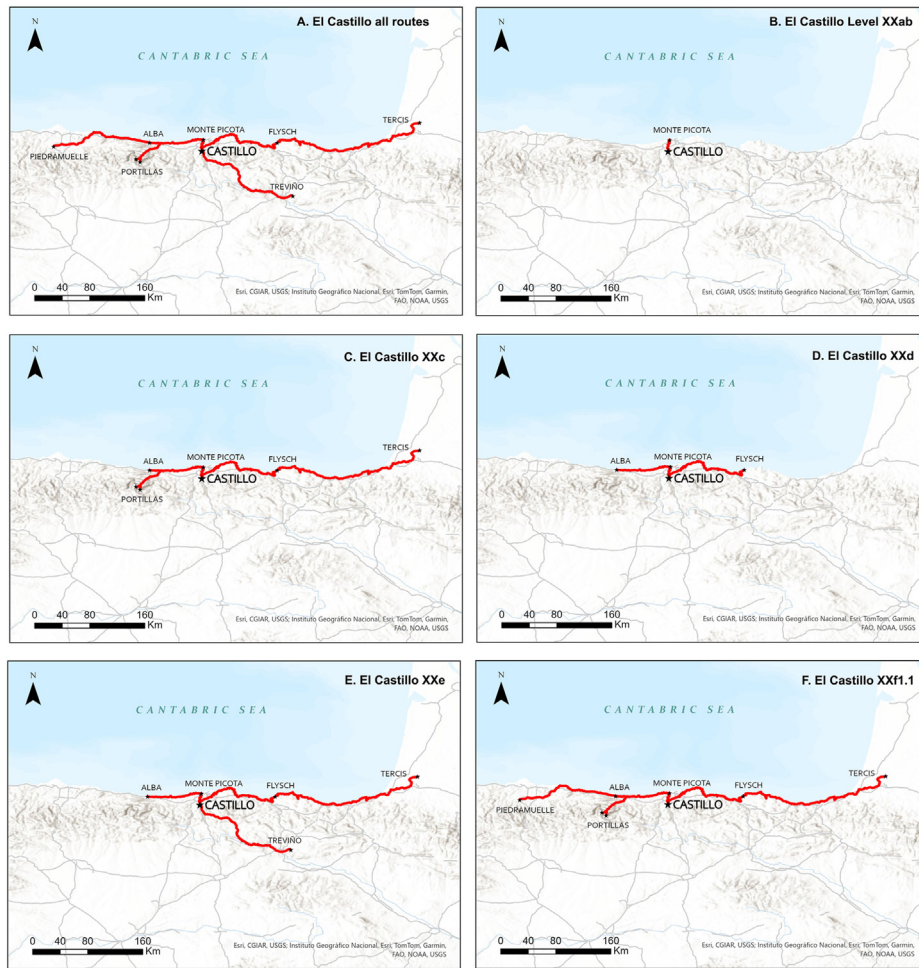 A. El Castillo all routes
N
CANTABRIC SEA
TERCIS
ALBA
MONTE PICOTA
FLYSCH
CASTILLO
PIEDRAMUELLE
PORTILLAS
TREVIÑO
0 40 80 160
Km
Esri, CGIAR, USGS; Instituto Geográfico Nacional, Esri, TomTom, Garmin,
FAO, NOAA, USGS
B. El Castillo Level XXab
N
CANTABRIC SEA
MONTE PICOTA
CASTILLO
0 40 80 160
Km
Esri, CGIAR, USGS; Instituto Geográfico Nacional, Esri, TomTom, Garmin,
FAO, NOAA, USGS
C. El Castillo XXc
N
CANTABRIC SEA
TERCIS
ALBA
MONTE PICOTA
FLYSCH
CASTILLO
PORTILLAS
0 40 80 160
Km
Esri, CGIAR, USGS; Instituto Geográfico Nacional, Esri, TomTom, Garmin,
FAO, NOAA, USGS
D. El Castillo XXd
N
CANTABRIC SEA
ALBA
MONTE PICOTA
FLYSCH
CASTILLO
0 40 80 160
Km
Esri, CGIAR, USGS; Instituto Geográfico Nacional, Esri, TomTom, Garmin,
FAO, NOAA, USGS
E. El Castillo XXe
N
CANTABRIC SEA
TERCIS
ALBA
MONTE PICOTA
FLYSCH
CASTILLO
TREVIÑO
0 40 80 160
Km
Esri, CGIAR, USGS; Instituto Geográfico Nacional, Esri, TomTom, Garmin,
FAO, NOAA, USGS
F. El Castillo XXf1.1
N
CANTABRIC SEA
TERCIS
ALBA
MONTE PICOTA
FLYSCH
CASTILLO
PIEDRAMUELLE
PORTILLAS
0 40 80 160
Km
Esri, CGIAR, USGS; Instituto Geográfico Nacional, Esri, TomTom, Garmin,
FAO, NOAA, USGS